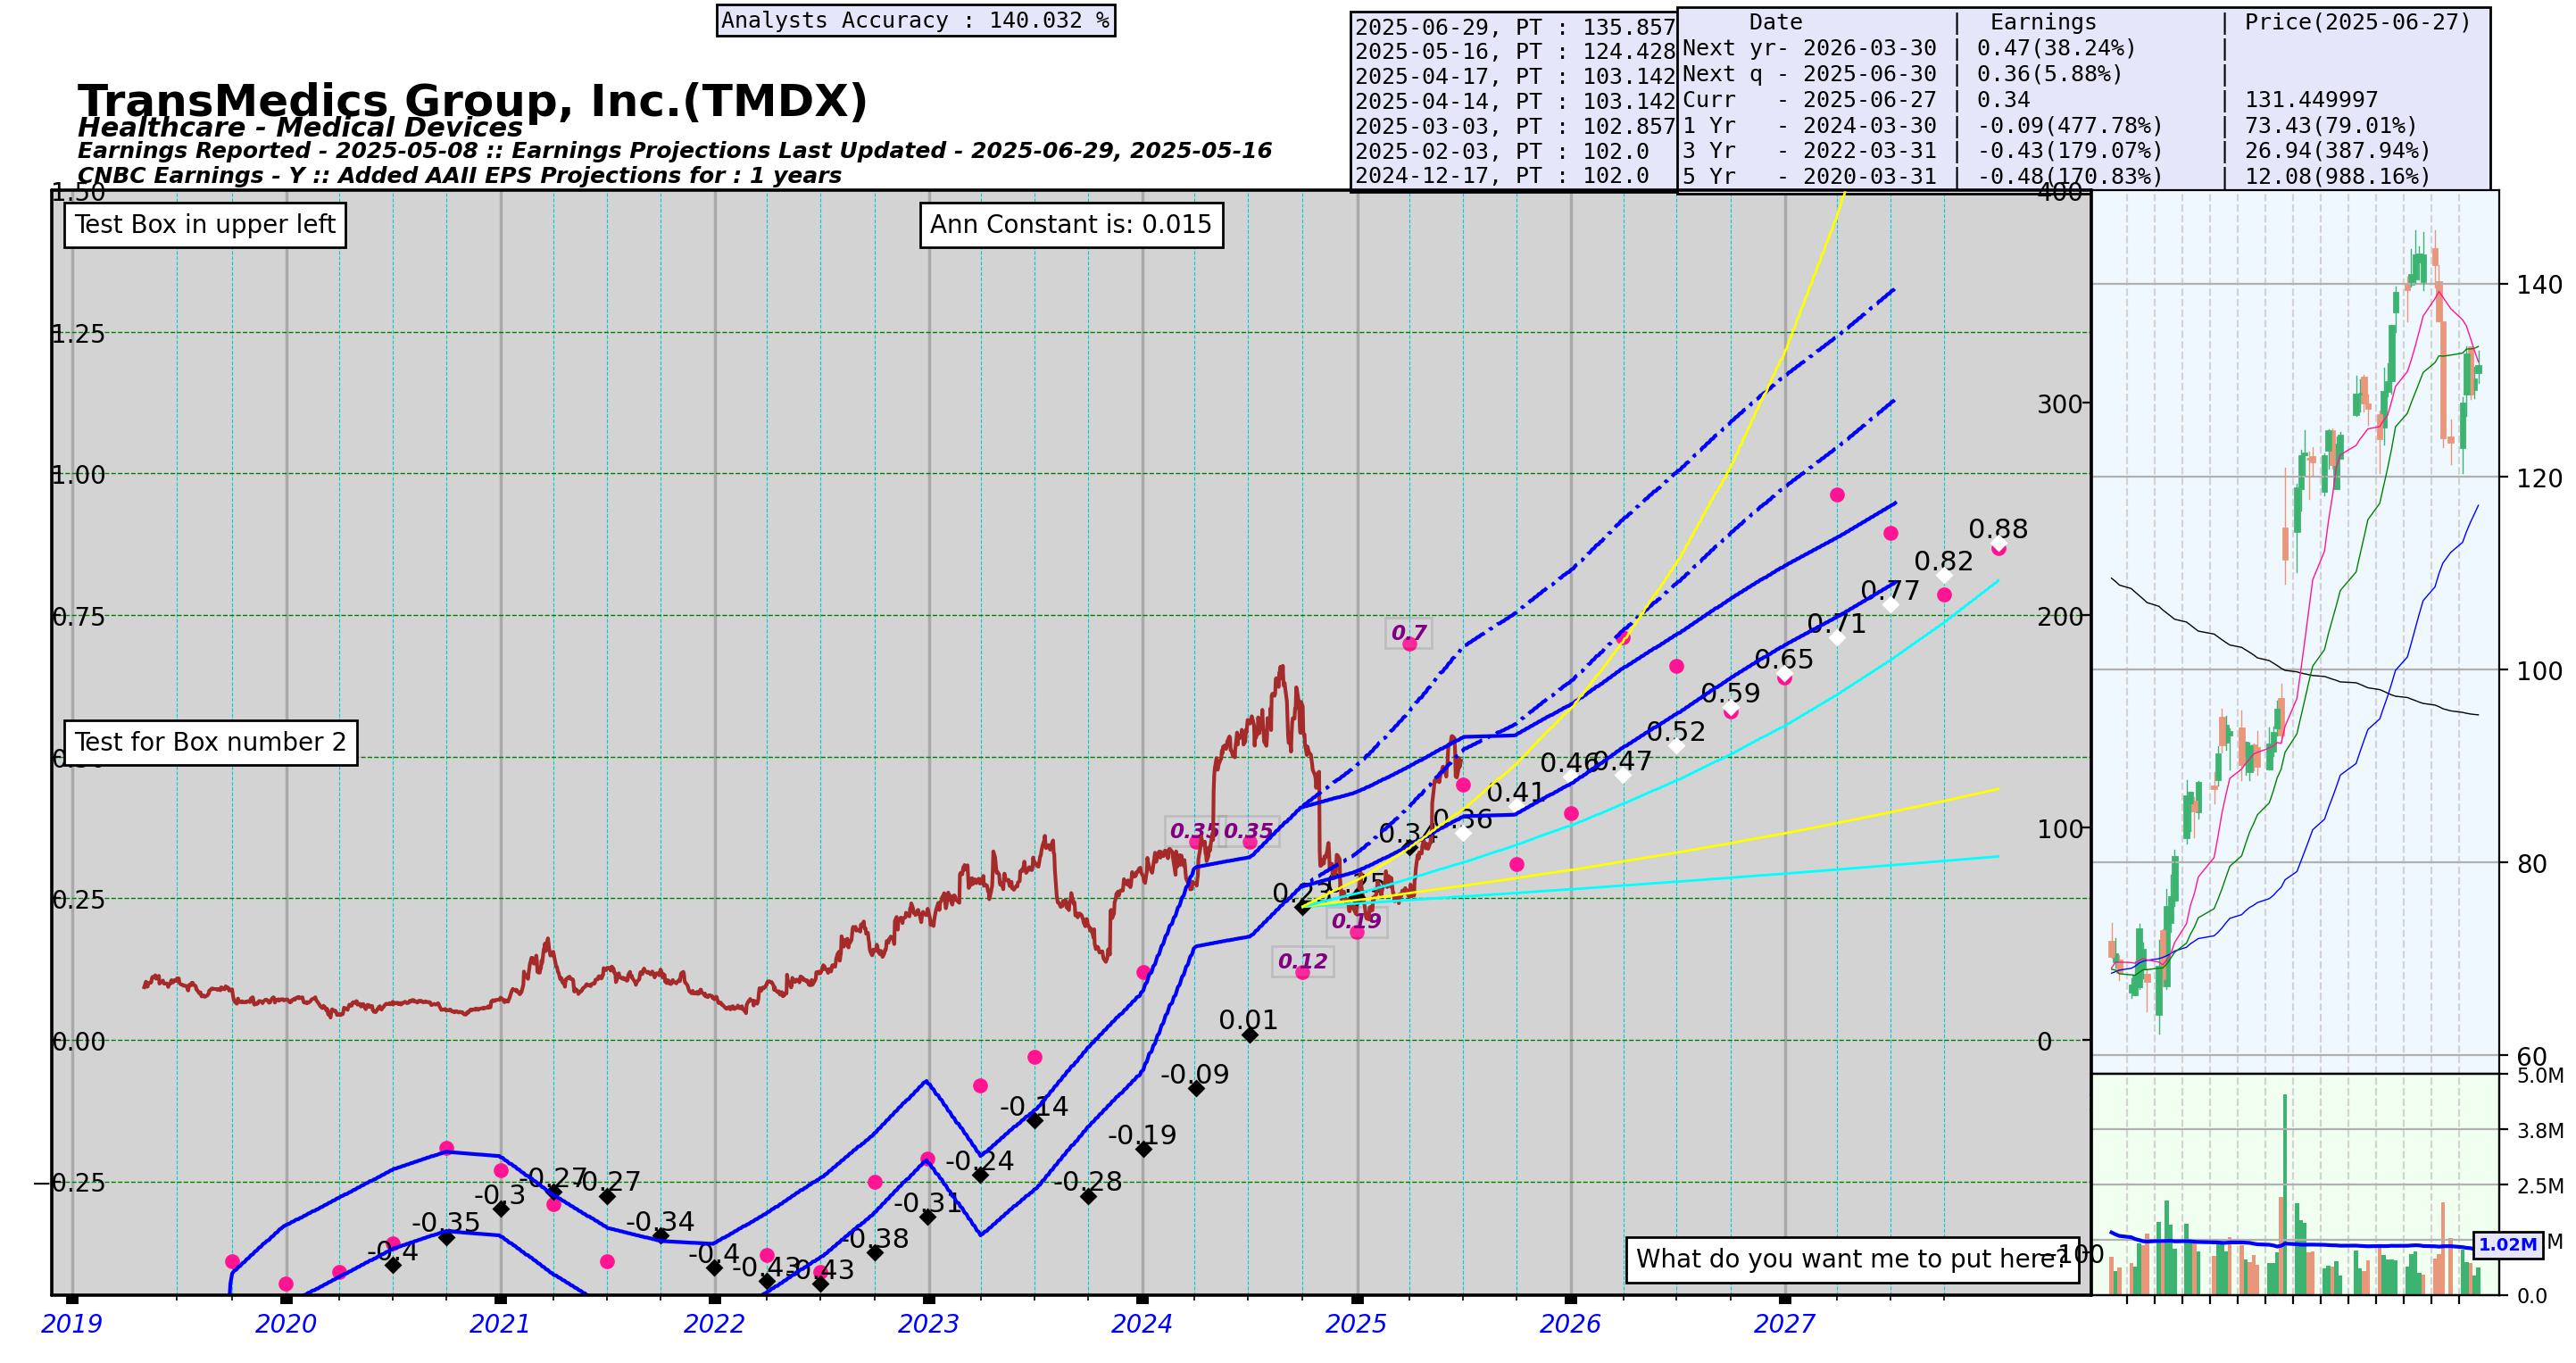 Analysts Accuracy : 140.032 %
TransMedics Group, Inc.(TMDX)
Healthcare - Medical Devices
Earnings Reported - 2025-05-08 :: Earnings Projections Last Updated - 2025-06-29, 2025-05-16
CNBC Earnings - Y :: Added AAII EPS Projections for : 1 years
2025-06-29, PT : 135.857
2025-05-16, PT : 124.428
2025-04-17, PT : 103.142
2025-04-14, PT : 103.142
2025-03-03, PT : 102.857
2025-02-03, PT : 102.0
2024-12-17, PT : 102.0
Date | Earnings | Price(2025-06-27)
Next yr- 2026-03-30 | 0.47(38.24%) |
Next q - 2025-06-30 | 0.36(5.88%) |
Curr - 2025-06-27 | 0.34 | 131.449997
1 Yr - 2024-03-30 | -0.09(477.78%) | 73.43(79.01%)
3 Yr - 2022-03-31 | -0.43(179.07%) | 26.94(387.94%)
5 Yr - 2020-03-31 | -0.48(170.83%) | 12.08(988.16%)
Test Box in upper left
Ann Constant is: 0.015
Test for Box number 2
What do you want me to put here?
1.50
1.25
1.00
0.75
0.25
0.00
−0.25
400
300
200
100
0
−100
-0.4
-0.35
-0.3
-0.27
-0.27
-0.34
-0.4
-0.43
-0.43
-0.38
-0.31
-0.24
-0.14
-0.28
-0.19
-0.09
0.01
0.35
0.35
0.23
0.12
0.19
0.7
0.34
0.36
0.41
0.46
0.47
0.52
0.59
0.65
0.71
0.77
0.82
0.88
140
120
100
80
60
5.0M
3.8M
2.5M
1.02M
M
0.0
2019
2020
2021
2022
2023
2024
2025
2026
2027